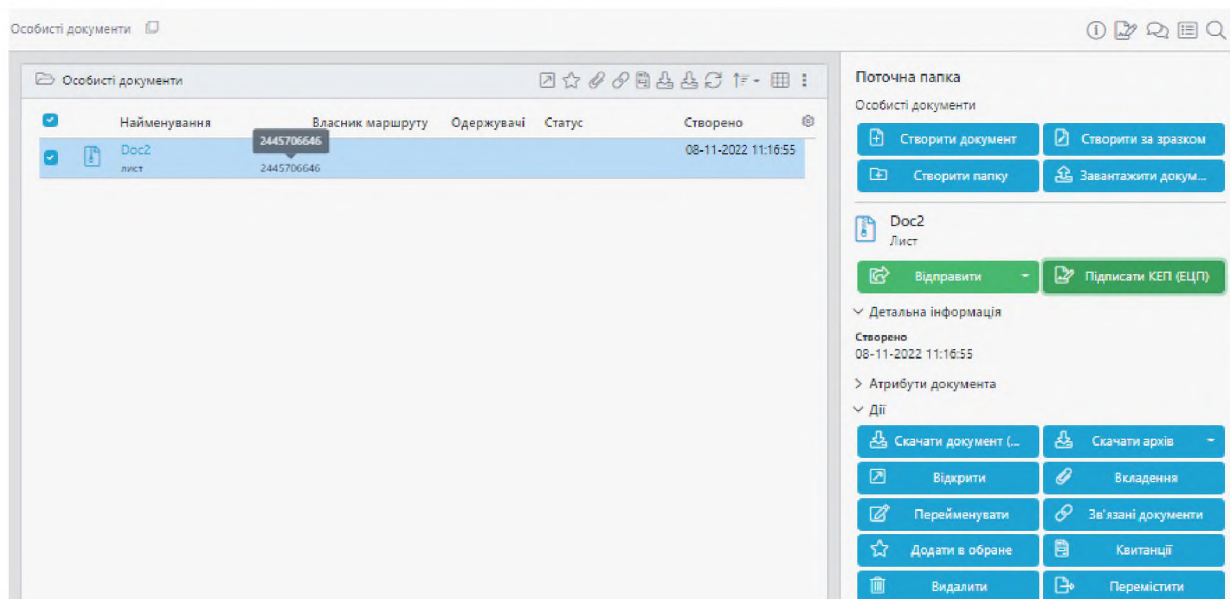 Особисті документи
Особисті документи
Найменування Власник маршруту Одержувачі Статус Створено
2445706646
Doc2 08-11-2022 11:16:55
лист 2445706646
Поточна папка
Особисті документи
Створити документ Створити за зразком
Створити папку Завантажити докум...
Doc2
Лист
Відправити Підписати КЕП (ЕЦП)
Детальна інформація
Створено
08-11-2022 11:16:55
Атрибути документа
Дії
Скачати документ (... Скачати архів
Відкрити Вкладення
Перейменувати Зв'язані документи
Додати в обране Квитанції
Видалити Перемістити